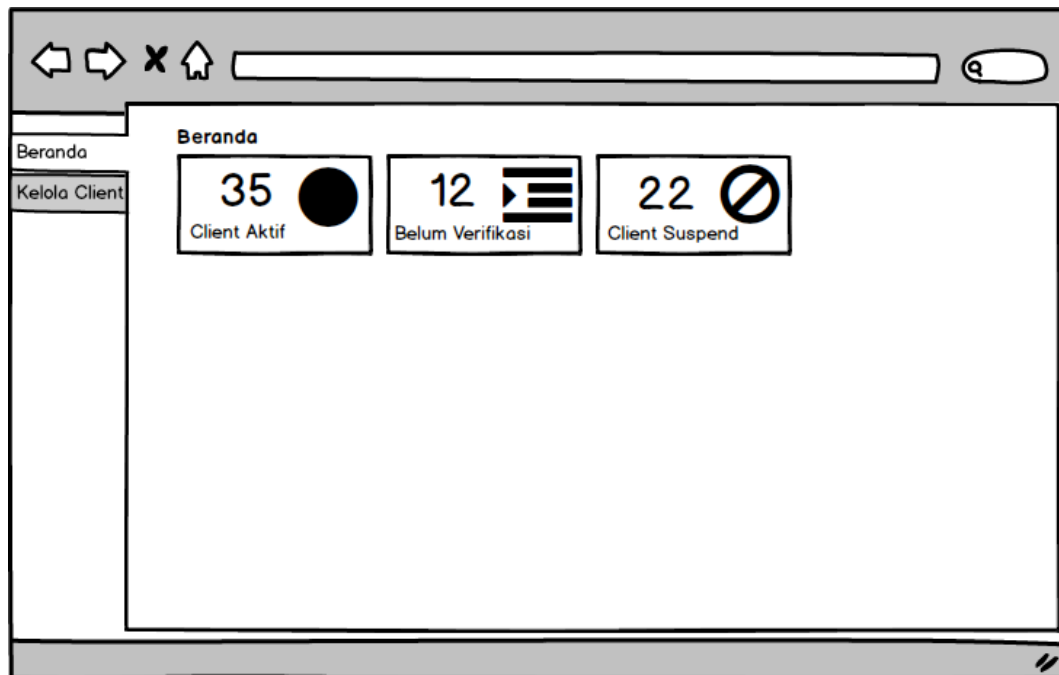 Beranda
Kelola Client
Beranda
35
Client Aktif
12
Belum Verifikasi
22
Client Suspend